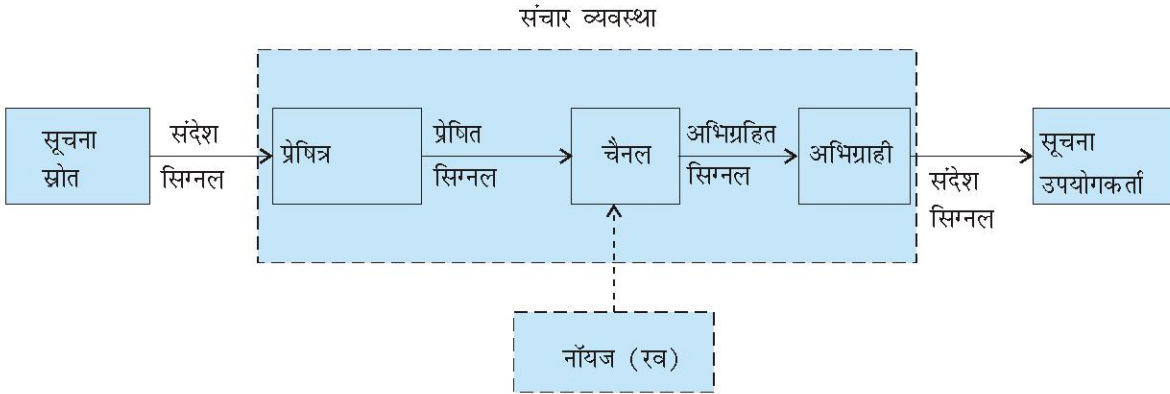 संचार व्यवस्था
सूचना
स्रोत
संदेश
सिग्नल
प्रेषित्र
प्रेषित
सिग्नल
चैनल
अभिग्रहित
सिग्नल
अभिग्राही
संदेश
सिग्नल
सूचना
उपयोगकर्ता
नॉयज (रव)